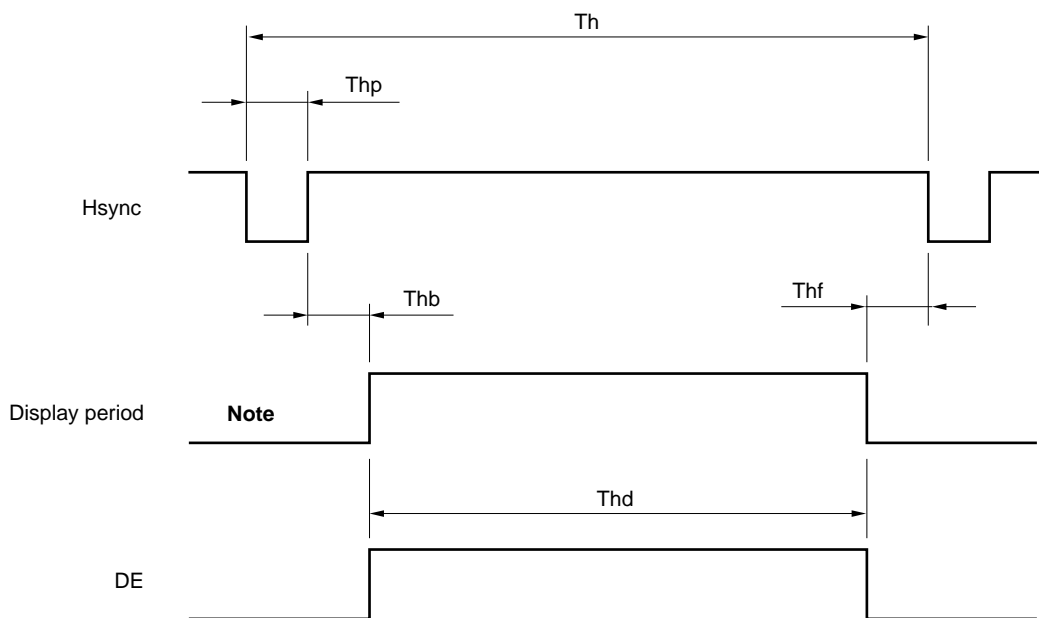 Th
Thp
Hsync
Thb
Thf
Display period
Note
Thd
DE